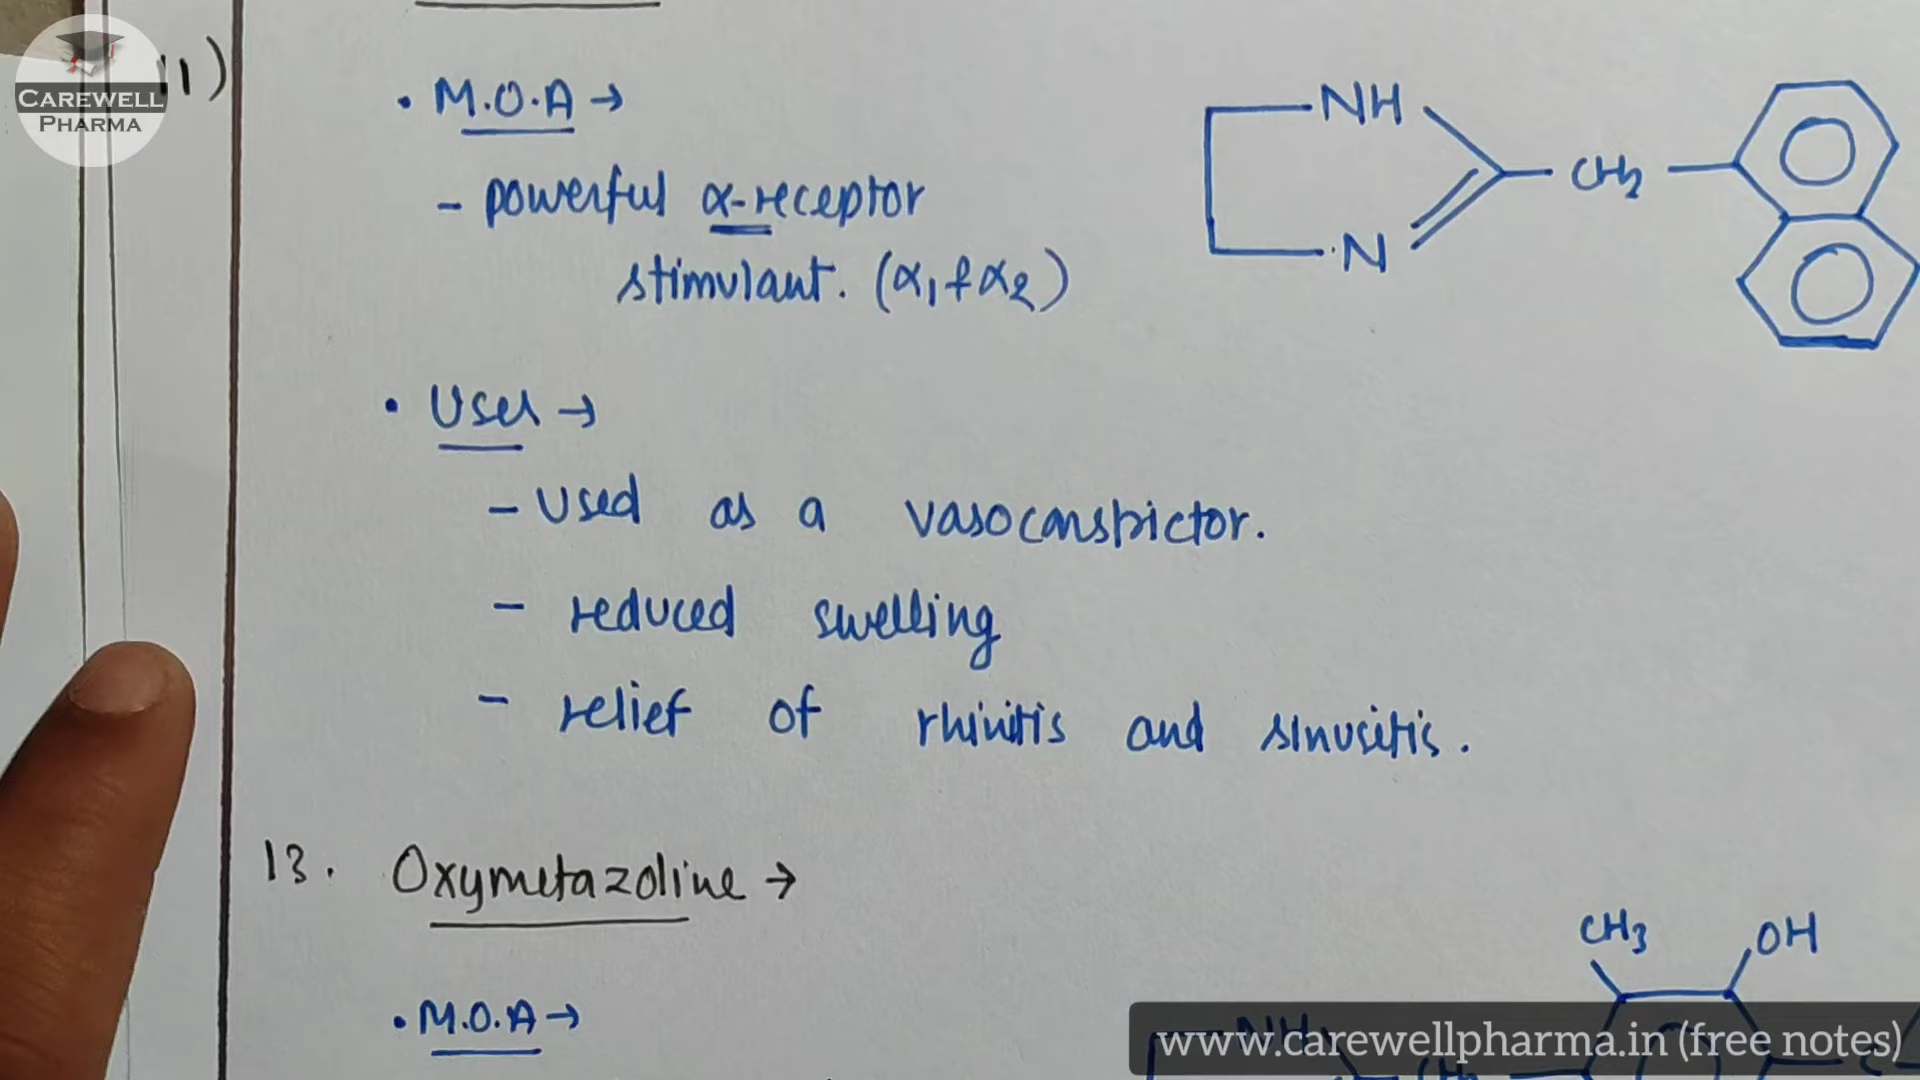 CAREWELL
PHARMA
11)
• M.O.A →
- powerful α-receptor
stimulant. (α1 & α2)
NH
N
CH2
• Uses →
- Used as a vasoconstrictor.
- reduced swelling
- relief of rhinitis and sinusitis.
13. Oxymetazoline →
CH3
OH
• M.O.A →
NH
www.carewellpharma.in (free notes)